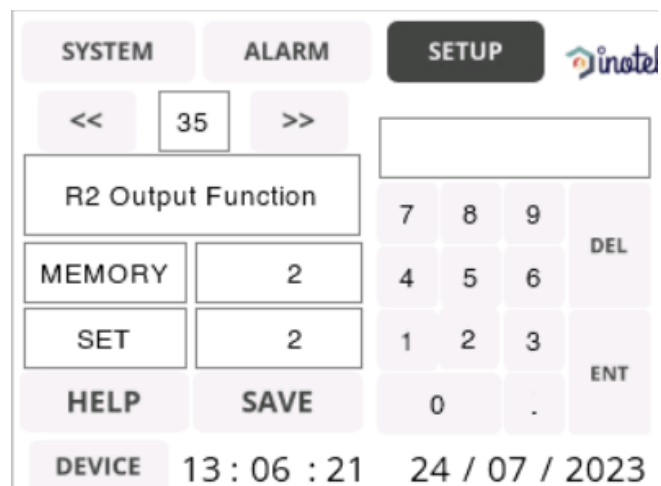 SYSTEM ALARM SETUP inotel
<< 35 >>
R2 Output Function
MEMORY 2
SET 2
HELP SAVE
7 8 9 DEL
4 5 6
1 2 3 ENT
0 .
DEVICE 13 : 06 : 21 24 / 07 / 2023